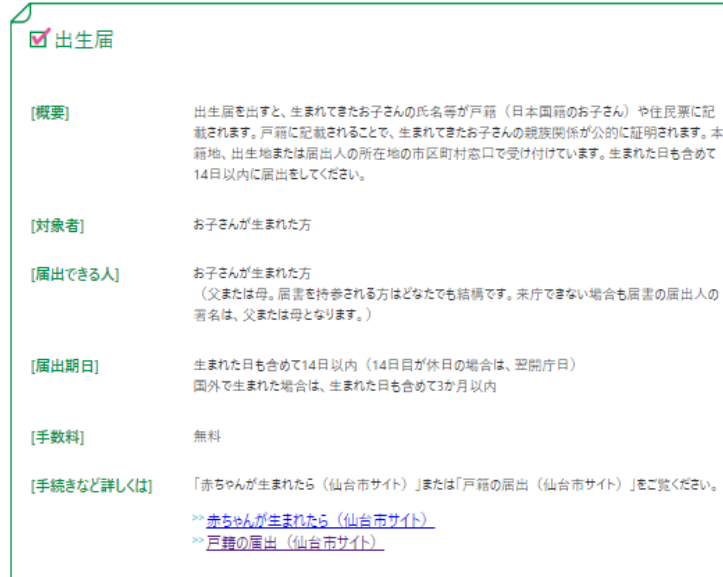 出生届
[概要]
出生届を出すと、生まれてきたお子さんの氏名等が戸籍（日本国籍のお子さん）や住民票に記
載されます。戸籍に記載されることで、生まれてきたお子さんの親族関係が公的に証明されます。本
籍地、出生地または届出人の所在地の市区町村窓口で受け付けています。生まれた日も含めて
14日以内に届出をしてください。
[対象者]
お子さんが生まれた方
[届出できる人]
お子さんが生まれた方
（父または母。届書を持参される方はどなたでも結構です。来庁できない場合も届書の届出人の
署名は、父または母となります。）
[届出期日]
生まれた日も含めて14日以内（14日目が休日の場合は、翌開庁日）
国外で生まれた場合は、生まれた日も含めて3か月以内
[手数料]
無料
[手続きなど詳しくは]
「赤ちゃんが生まれたら（仙台市サイト）」または「戸籍の届出（仙台市サイト）」をご覧ください。
>> 赤ちゃんが生まれたら（仙台市サイト）
>> 戸籍の届出（仙台市サイト）